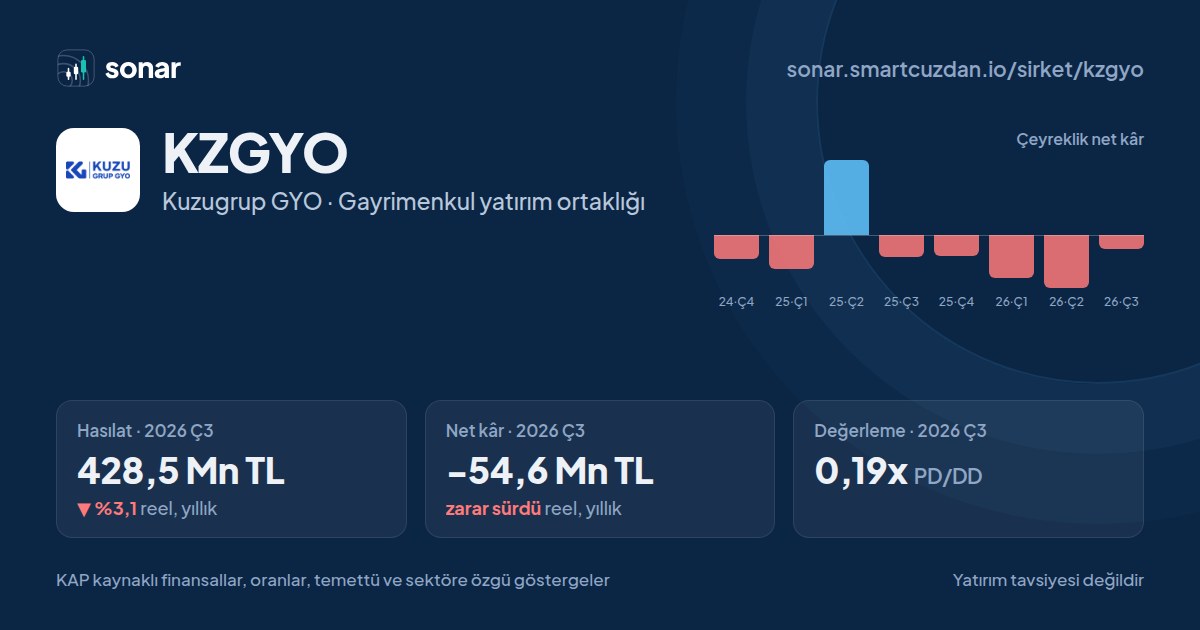 sonar
sonar.smartcuzdan.io/sirket/kzgyo
KUZU
GRUP GYO
KZGYO
Kuzugrup GYO · Gayrimenkul yatırım ortaklığı
Çeyreklik net kâr
24·Ç4 25·Ç1 25·Ç2 25·Ç3 25·Ç4 26·Ç1 26·Ç2 26·Ç3
Hasılat · 2026 Ç3
428,5 Mn TL
▼ %3,1 reel, yıllık
Net kâr · 2026 Ç3
−54,6 Mn TL
zarar sürdü reel, yıllık
Değerleme · 2026 Ç3
0,19x PD/DD
KAP kaynaklı finansallar, oranlar, temettü ve sektöre özgü göstergeler
Yatırım tavsiyesi değildir